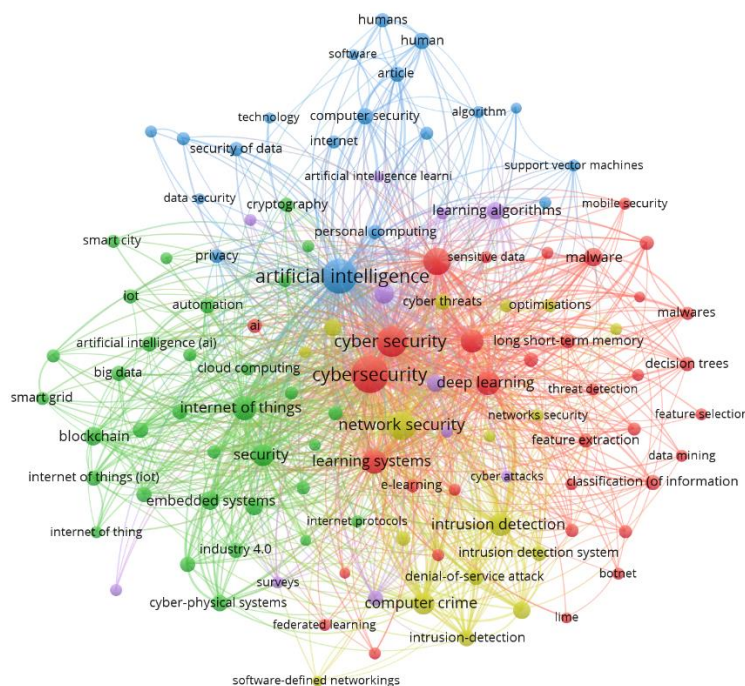 humans
human
software
article
technology
computer security
algorithm
security of data
internet
artificial intelligence learni
support vector machines
data security
cryptography
learning algorithms
mobile security
smart city
personal computing
privacy
sensitive data
malware
artificial intelligence
iot
automation
cyber threats
optimisations
malwares
ai
artificial intelligence (ai)
cyber security
long short-term memory
big data
cloud computing
cybersecurity
deep learning
decision trees
threat detection
smart grid
internet of things
feature selection
blockchain
network security
networks security
security
learning systems
feature extraction
data mining
internet of things (iot)
e-learning
cyber attacks
classification (of information
embedded systems
internet protocols
intrusion detection
internet of thing
industry 4.0
intrusion detection system
surveys
denial-of-service attack
botnet
cyber-physical systems
computer crime
lime
federated learning
intrusion-detection
software-defined networkings